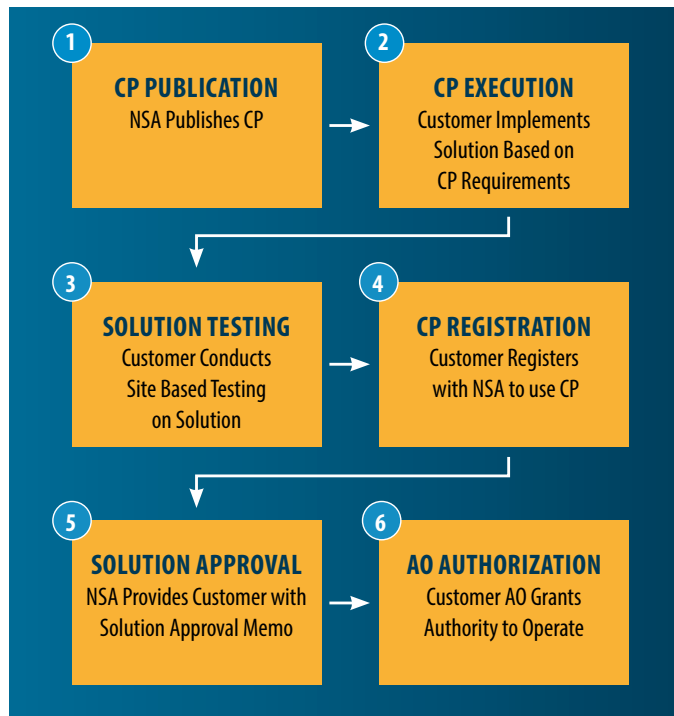 1
CP PUBLICATION
NSA Publishes CP
2
CP EXECUTION
Customer Implements
Solution Based on
CP Requirements
3
SOLUTION TESTING
Customer Conducts
Site Based Testing
on Solution
4
CP REGISTRATION
Customer Registers
with NSA to use CP
5
SOLUTION APPROVAL
NSA Provides Customer with
Solution Approval Memo
6
AO AUTHORIZATION
Customer AO Grants
Authority to Operate